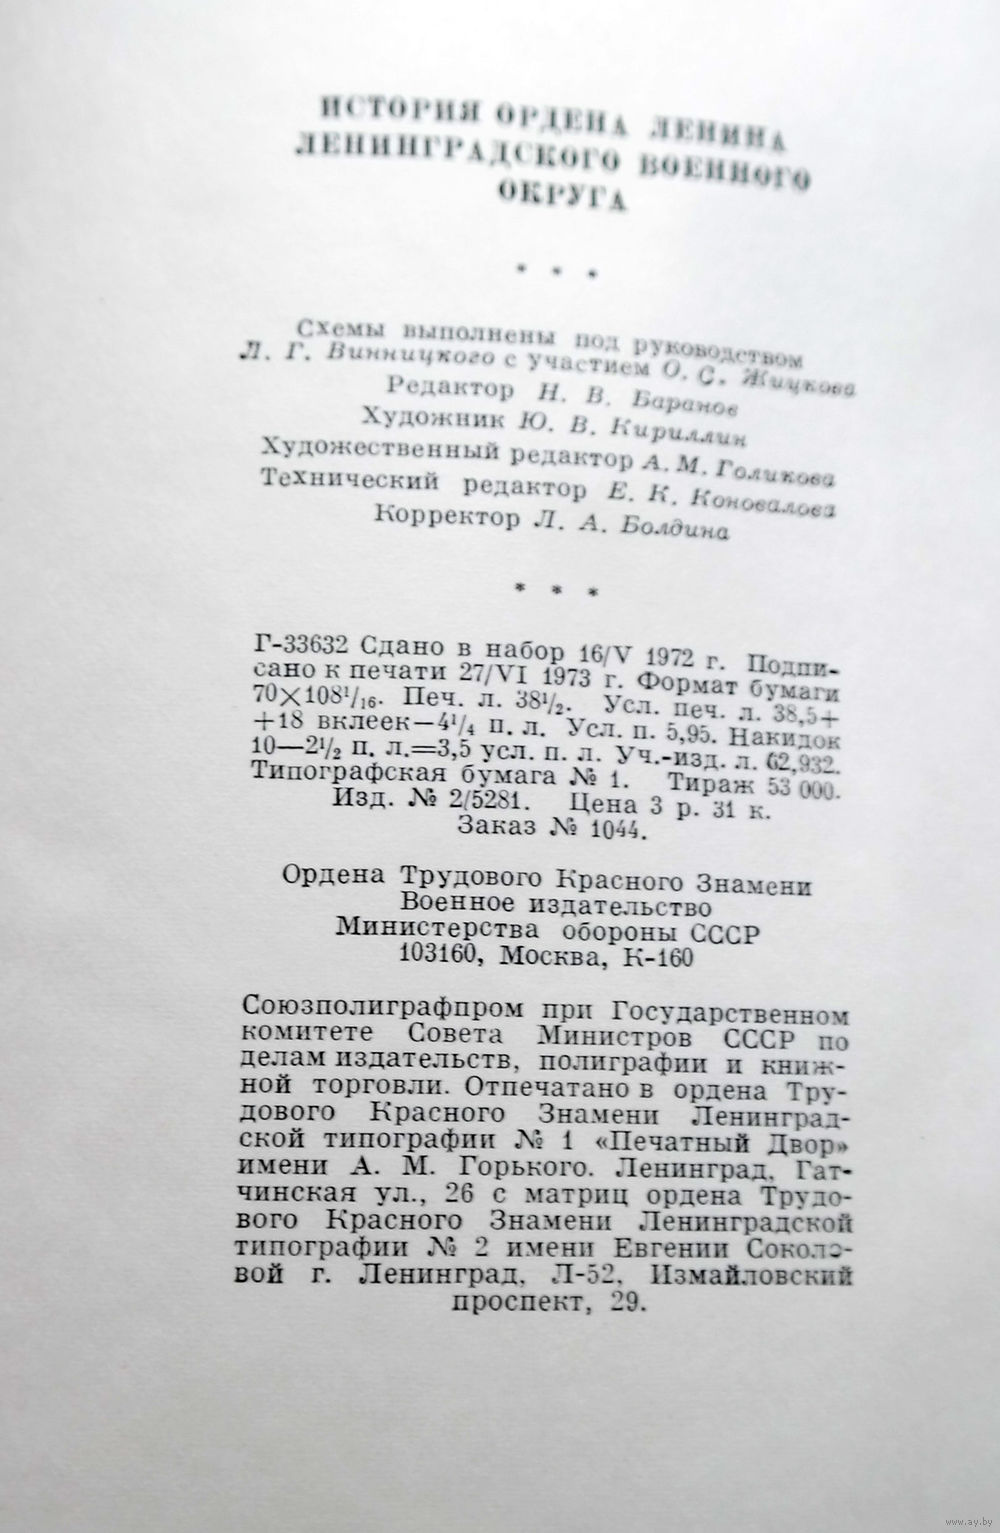 ИСТОРИЯ ОРДЕНА ЛЕНИНА
ЛЕНИНГРАДСКОГО ВОЕННОГО
ОКРУГА
* * *
Схемы выполнены под руководством
Л. Г. Винницкого с участием О. С. Жицкова
Редактор Н. В. Баранов
Художник Ю. В. Кириллин
Художественный редактор А. М. Голикова
Технический редактор Е. К. Коновалова
Корректор Л. А. Болдина
* * *
Г-33632 Сдано в набор 16/V 1972 г. Подпи-
сано к печати 27/VI 1973 г. Формат бумаги
70×108¹/₁₆. Печ. л. 38¹/₂. Усл. печ. л. 38,5+
+18 вклеек—4¹/₄ п. л. Усл. п. 5,95. Накидок
10—2¹/₂ п. л.=3,5 усл. п. л. Уч.-изд. л. 62,932.
Типографская бумага № 1. Тираж 53 000.
Изд. № 2/5281. Цена 3 р. 31 к.
Заказ № 1044.
Ордена Трудового Красного Знамени
Военное издательство
Министерства обороны СССР
103160, Москва, К-160
Союзполиграфпром при Государственном
комитете Совета Министров СССР по
делам издательств, полиграфии и книж-
ной торговли. Отпечатано в ордена Тру-
дового Красного Знамени Ленинград-
ской типографии № 1 «Печатный Двор»
имени А. М. Горького. Ленинград, Гат-
чинская ул., 26 с матриц ордена Трудо-
вого Красного Знамени Ленинградской
типографии № 2 имени Евгении Соколо-
вой г. Ленинград, Л-52, Измайловский
проспект, 29.
www.ay.by